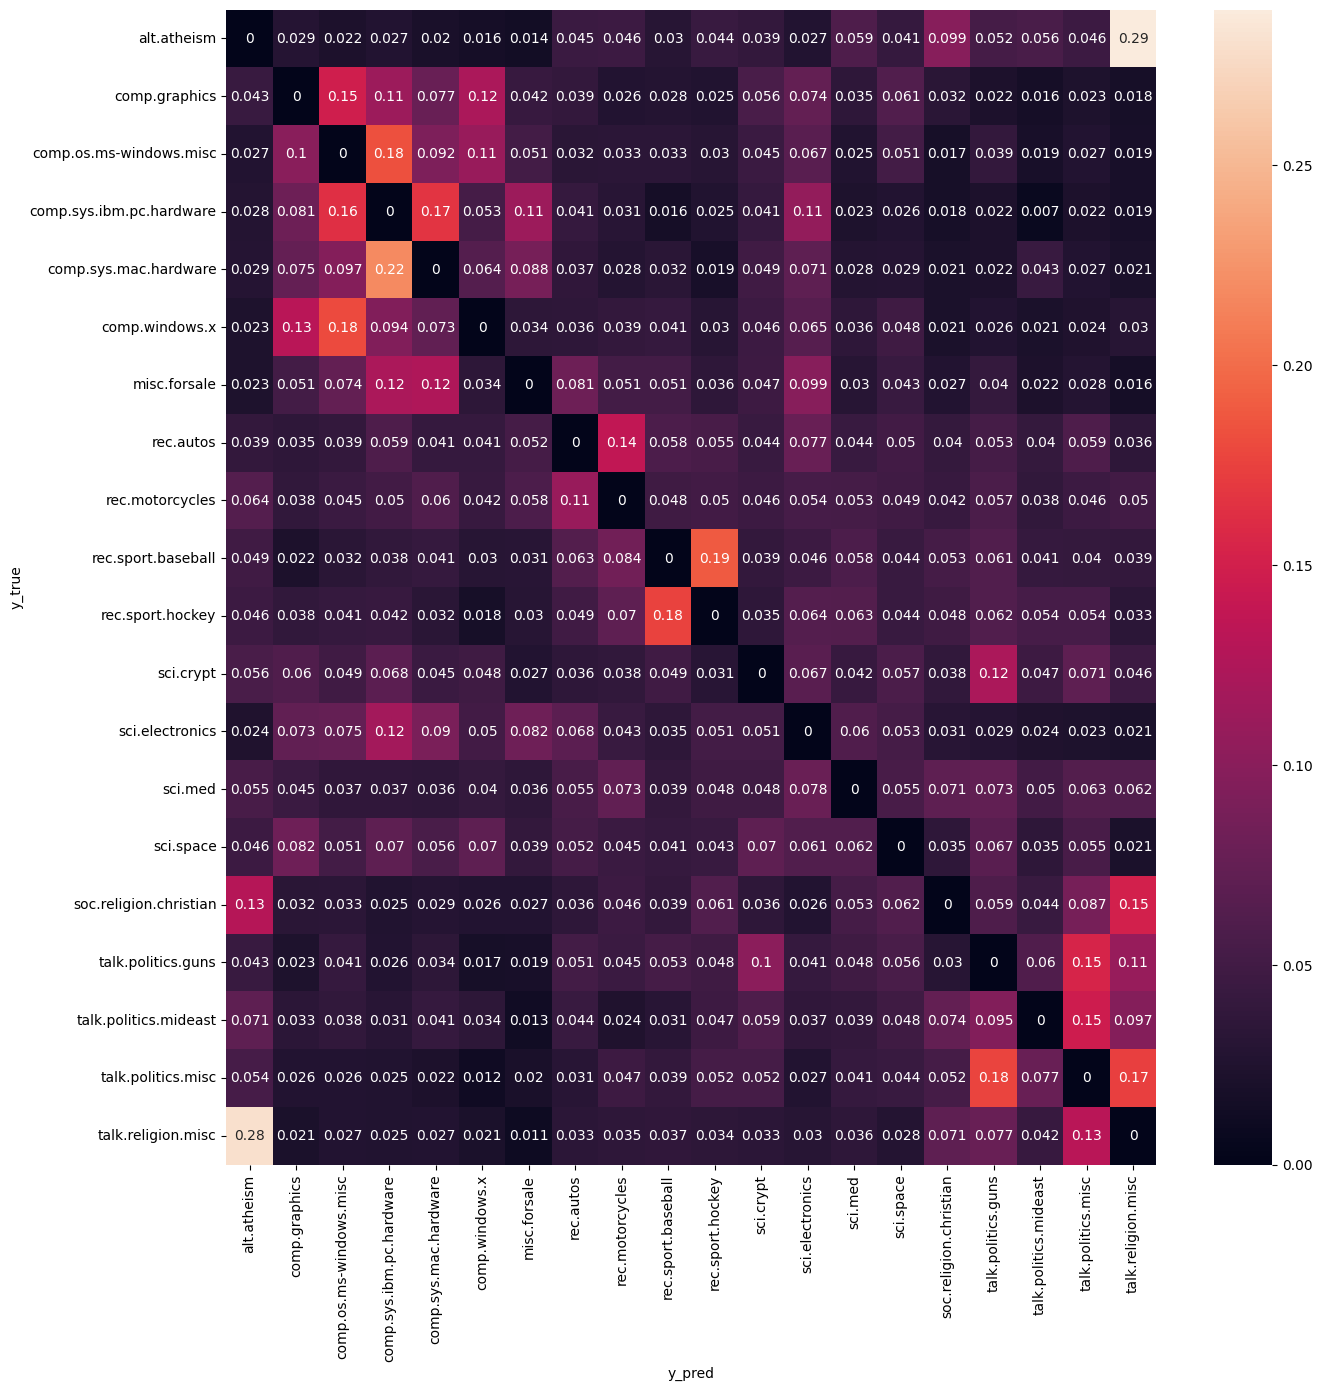 alt.atheism 0 0.029 0.022 0.027 0.02 0.016 0.014 0.045 0.046 0.03 0.044 0.039 0.027 0.059 0.041 0.099 0.052 0.056 0.046 0.29
comp.graphics 0.043 0 0.15 0.11 0.077 0.12 0.042 0.039 0.026 0.028 0.025 0.056 0.074 0.035 0.061 0.032 0.022 0.016 0.023 0.018
comp.os.ms-windows.misc 0.027 0.1 0 0.18 0.092 0.11 0.051 0.032 0.033 0.033 0.03 0.045 0.067 0.025 0.051 0.017 0.039 0.019 0.027 0.019
0.25
comp.sys.ibm.pc.hardware 0.028 0.081 0.16 0 0.17 0.053 0.11 0.041 0.031 0.016 0.025 0.041 0.11 0.023 0.026 0.018 0.022 0.007 0.022 0.019
comp.sys.mac.hardware 0.029 0.075 0.097 0.22 0 0.064 0.088 0.037 0.028 0.032 0.019 0.049 0.071 0.028 0.029 0.021 0.022 0.043 0.027 0.021
comp.windows.x 0.023 0.13 0.18 0.094 0.073 0 0.034 0.036 0.039 0.041 0.03 0.046 0.065 0.036 0.048 0.021 0.026 0.021 0.024 0.03
0.20
misc.forsale 0.023 0.051 0.074 0.12 0.12 0.034 0 0.081 0.051 0.051 0.036 0.047 0.099 0.03 0.043 0.027 0.04 0.022 0.028 0.016
rec.autos 0.039 0.035 0.039 0.059 0.041 0.041 0.052 0 0.14 0.058 0.055 0.044 0.077 0.044 0.05 0.04 0.053 0.04 0.059 0.036
rec.motorcycles 0.064 0.038 0.045 0.05 0.06 0.042 0.058 0.11 0 0.048 0.05 0.046 0.054 0.053 0.049 0.042 0.057 0.038 0.046 0.05
rec.sport.baseball 0.049 0.022 0.032 0.038 0.041 0.03 0.031 0.063 0.084 0 0.19 0.039 0.046 0.058 0.044 0.053 0.061 0.041 0.04 0.039
0.15
y_true
rec.sport.hockey 0.046 0.038 0.041 0.042 0.032 0.018 0.03 0.049 0.07 0.18 0 0.035 0.064 0.063 0.044 0.048 0.062 0.054 0.054 0.033
sci.crypt 0.056 0.06 0.049 0.068 0.045 0.048 0.027 0.036 0.038 0.049 0.031 0 0.067 0.042 0.057 0.038 0.12 0.047 0.071 0.046
sci.electronics 0.024 0.073 0.075 0.12 0.09 0.05 0.082 0.068 0.043 0.035 0.051 0.051 0 0.06 0.053 0.031 0.029 0.024 0.023 0.021
0.10
sci.med 0.055 0.045 0.037 0.037 0.036 0.04 0.036 0.055 0.073 0.039 0.048 0.048 0.078 0 0.055 0.071 0.073 0.05 0.063 0.062
sci.space 0.046 0.082 0.051 0.07 0.056 0.07 0.039 0.052 0.045 0.041 0.043 0.07 0.061 0.062 0 0.035 0.067 0.035 0.055 0.021
soc.religion.christian 0.13 0.032 0.033 0.025 0.029 0.026 0.027 0.036 0.046 0.039 0.061 0.036 0.026 0.053 0.062 0 0.059 0.044 0.087 0.15
talk.politics.guns 0.043 0.023 0.041 0.026 0.034 0.017 0.019 0.051 0.045 0.053 0.048 0.1 0.041 0.048 0.056 0.03 0 0.06 0.15 0.11
0.05
talk.politics.mideast 0.071 0.033 0.038 0.031 0.041 0.034 0.013 0.044 0.024 0.031 0.047 0.059 0.037 0.039 0.048 0.074 0.095 0 0.15 0.097
talk.politics.misc 0.054 0.026 0.026 0.025 0.022 0.012 0.02 0.031 0.047 0.039 0.052 0.052 0.027 0.041 0.044 0.052 0.18 0.077 0 0.17
talk.religion.misc 0.28 0.021 0.027 0.025 0.027 0.021 0.011 0.033 0.035 0.037 0.034 0.033 0.03 0.036 0.028 0.071 0.077 0.042 0.13 0
0.00
alt.atheism
comp.graphics
comp.os.ms-windows.misc
comp.sys.ibm.pc.hardware
comp.sys.mac.hardware
comp.windows.x
misc.forsale
rec.autos
rec.motorcycles
rec.sport.baseball
rec.sport.hockey
sci.crypt
sci.electronics
sci.med
sci.space
soc.religion.christian
talk.politics.guns
talk.politics.mideast
talk.politics.misc
talk.religion.misc
y_pred